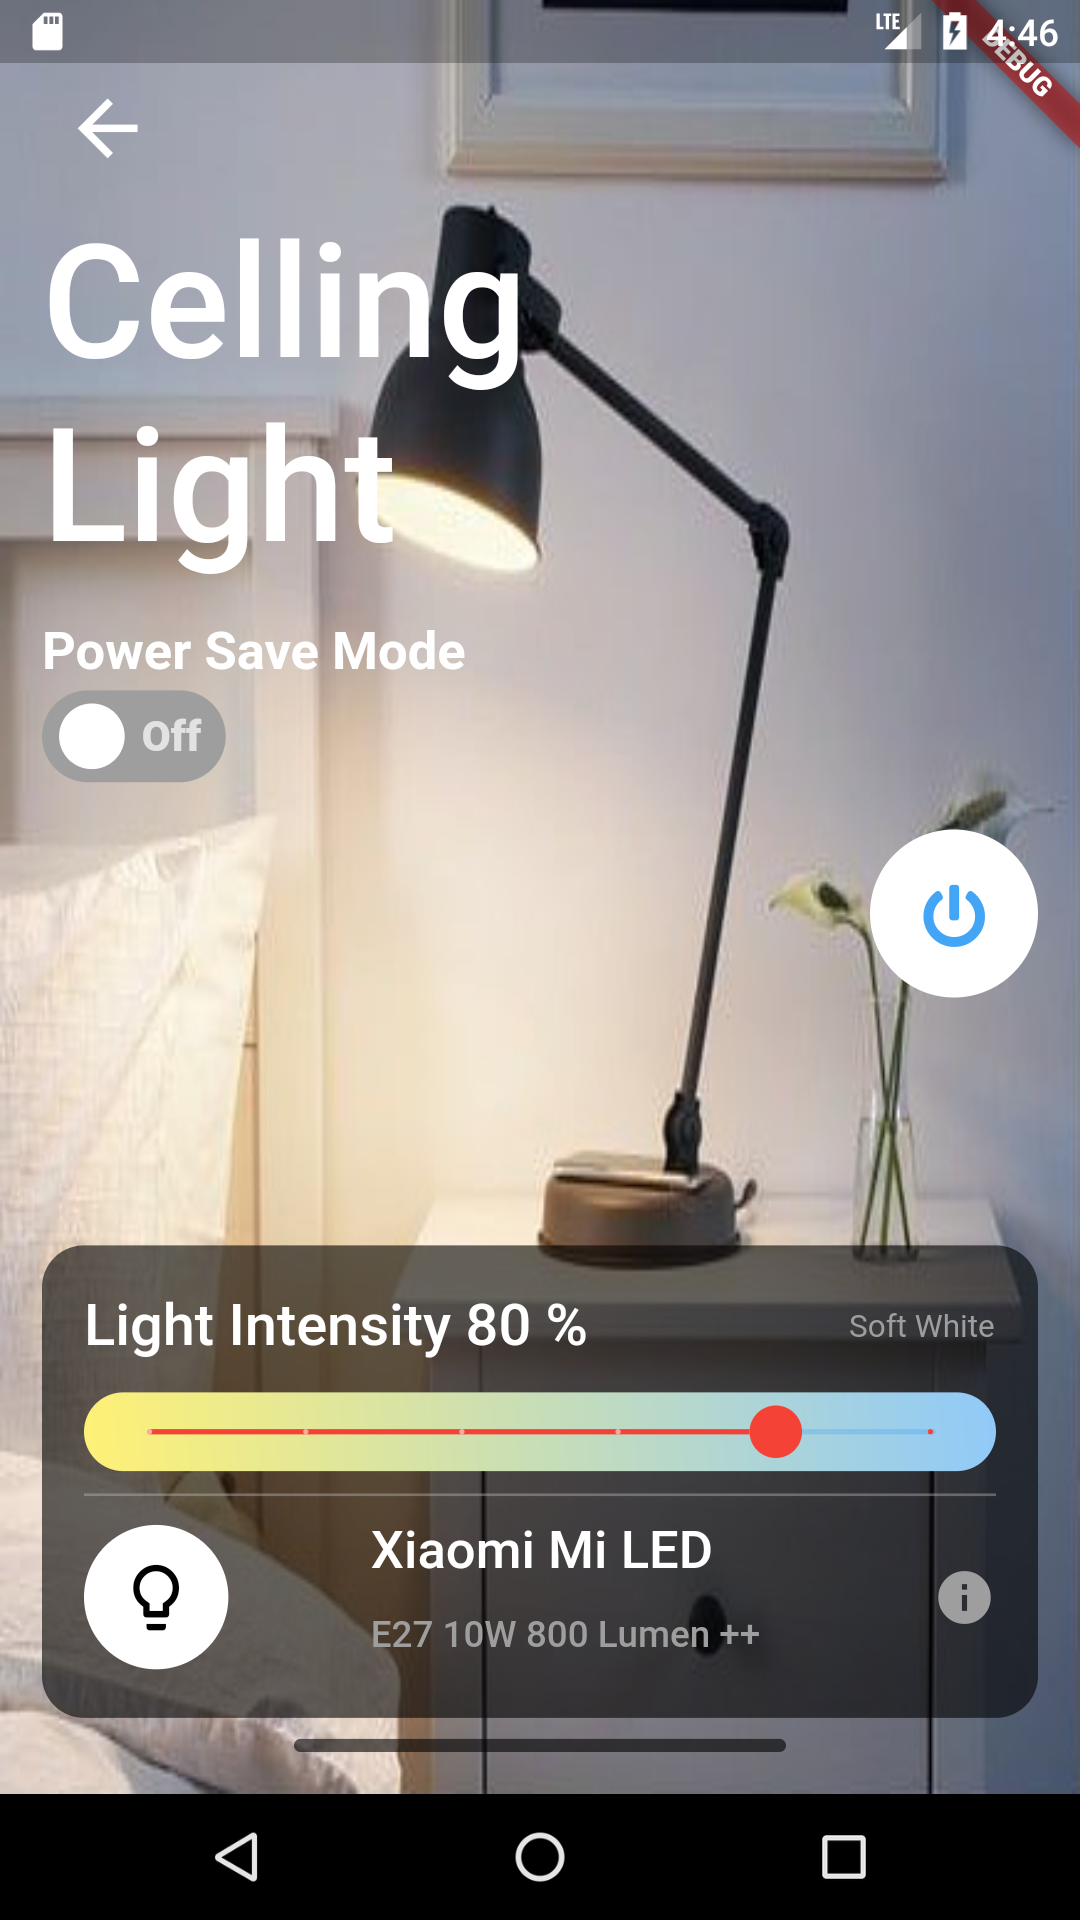 LTE 4:46
DEBUG
Celling
Light
Power Save Mode
Off
Light Intensity 80 %
Soft White
Xiaomi Mi LED
E27 10W 800 Lumen ++